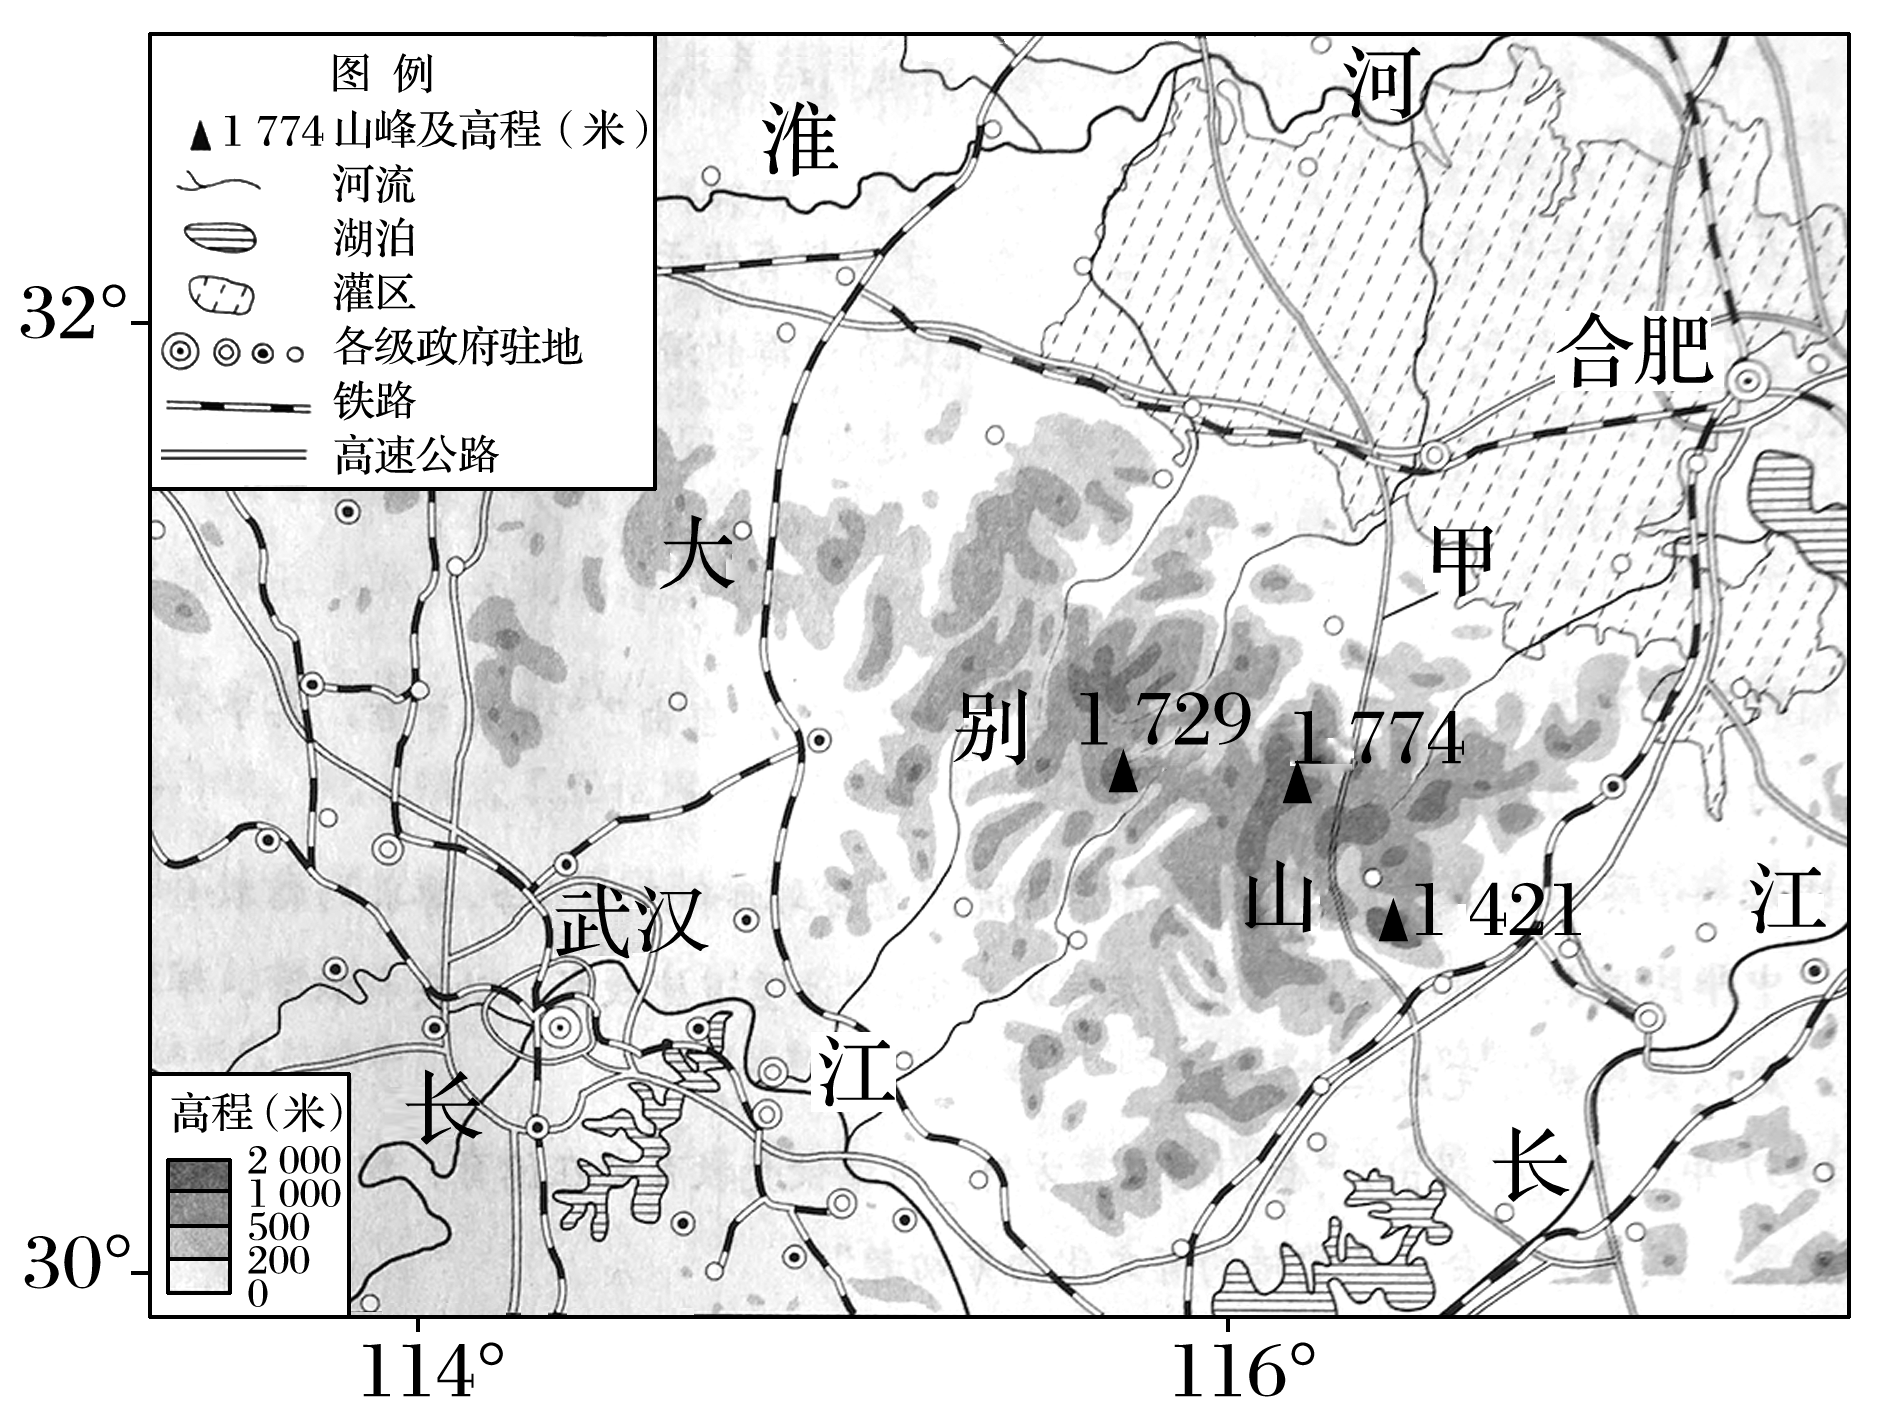 图 例
1 774 山峰及高程（米）
河流
湖泊
灌区
各级政府驻地
铁路
高速公路
淮
河
32°
合肥
大
甲
别
1 729
1 774
武汉
山
1 421
江
长
江
长
高程（米）
2 000
1 000
500
200
0
30°
114°
116°